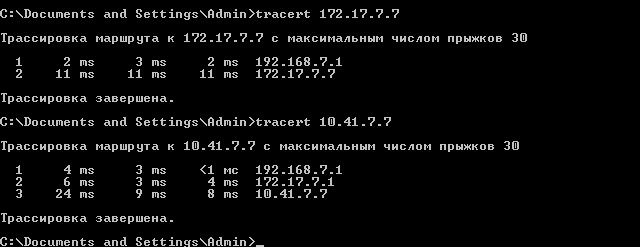 C:\Documents and Settings\Admin>tracert 172.17.7.7
Трассировка маршрута к 172.17.7.7 с максимальным числом прыжков 30
1 2 ms 3 ms 2 ms 192.168.7.1
2 11 ms 11 ms 11 ms 172.17.7.7
Трассировка завершена.
C:\Documents and Settings\Admin>tracert 10.41.7.7
Трассировка маршрута к 10.41.7.7 с максимальным числом прыжков 30
1 4 ms 3 ms <1 мс 192.168.7.1
2 6 ms 3 ms 4 ms 172.17.7.1
3 24 ms 9 ms 8 ms 10.41.7.7
Трассировка завершена.
C:\Documents and Settings\Admin>_